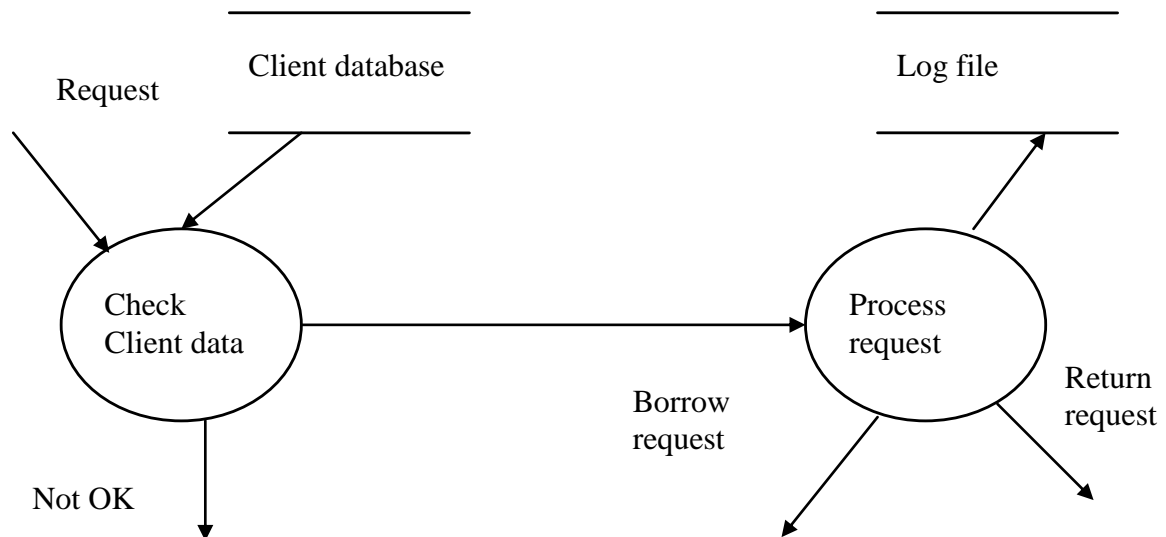 Client database
Log file
Request
Check
Client data
Process
request
Return
request
Borrow
request
Not OK